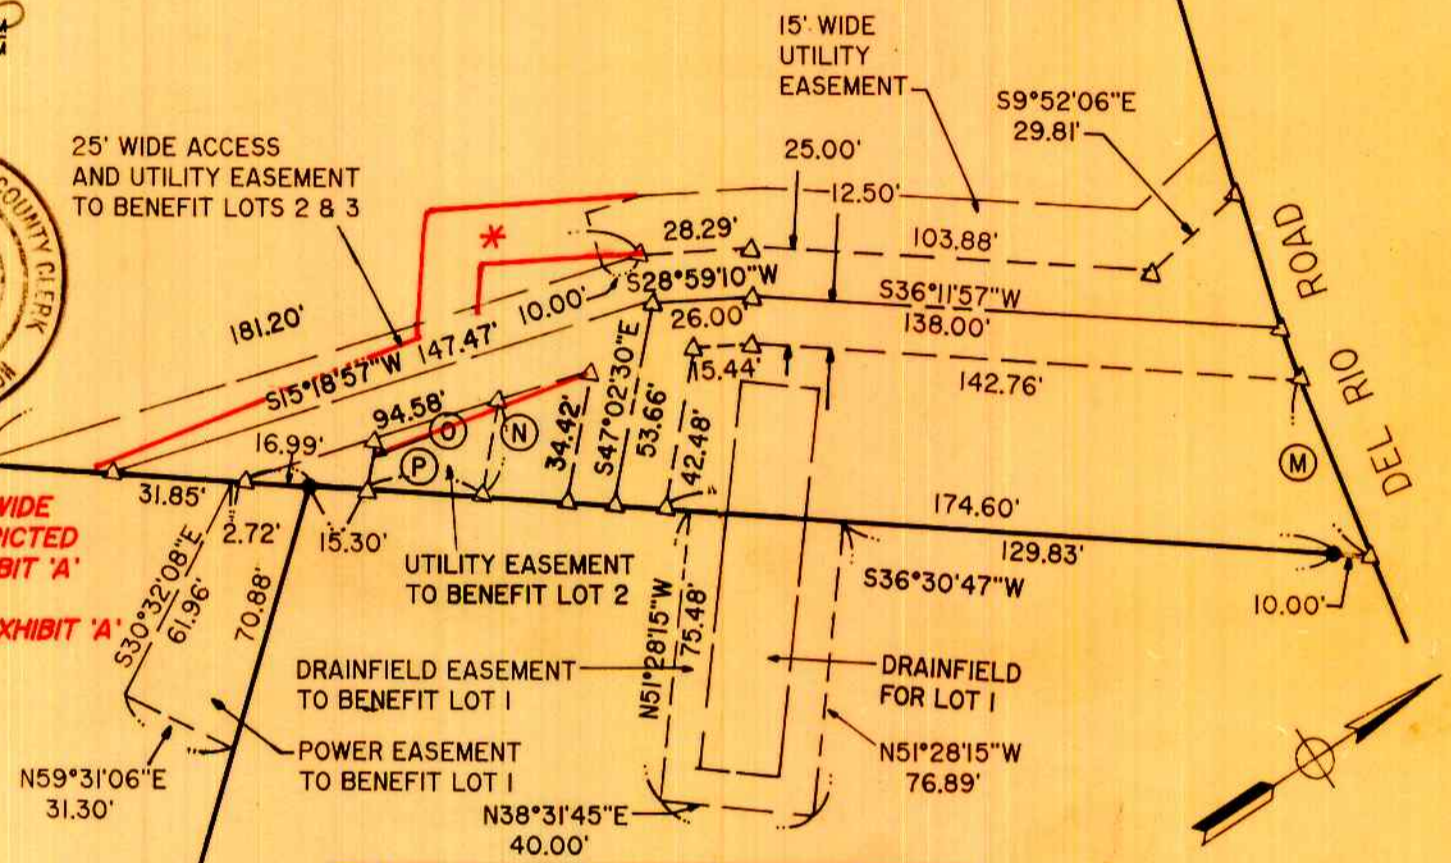 15' WIDE
UTILITY
EASEMENT
S9°52'06"E
29.81'
25' WIDE ACCESS
AND UTILITY EASEMENT
TO BENEFIT LOTS 2 & 3
COUNTY CLERK
25.00'
12.50'
*
28.29'
103.88'
S28°59'10"W
10.00'
S36°11'57"W
138.00'
26.00'
181.20'
147.47'
S15°18'57"W
15.44'
142.76'
DEL RIO ROAD
94.58'
O
N
P
M
16.99'
34.42'
S47°02'30"E
53.66'
42.48'
31.85'
2.72'
15.30'
174.60'
129.83'
10.00'
WIDE
BIT 'A'
XHIBIT 'A'
UTILITY EASEMENT
TO BENEFIT LOT 2
S36°30'47"W
S30°32'08"E
61.96'
70.88'
N51°28'15"W
75.48'
DRAINFIELD EASEMENT
TO BENEFIT LOT 1
DRAINFIELD
FOR LOT 1
POWER EASEMENT
TO BENEFIT LOT 1
N51°28'15"W
76.89'
N59°31'06"E
31.30'
N38°31'45"E
40.00'